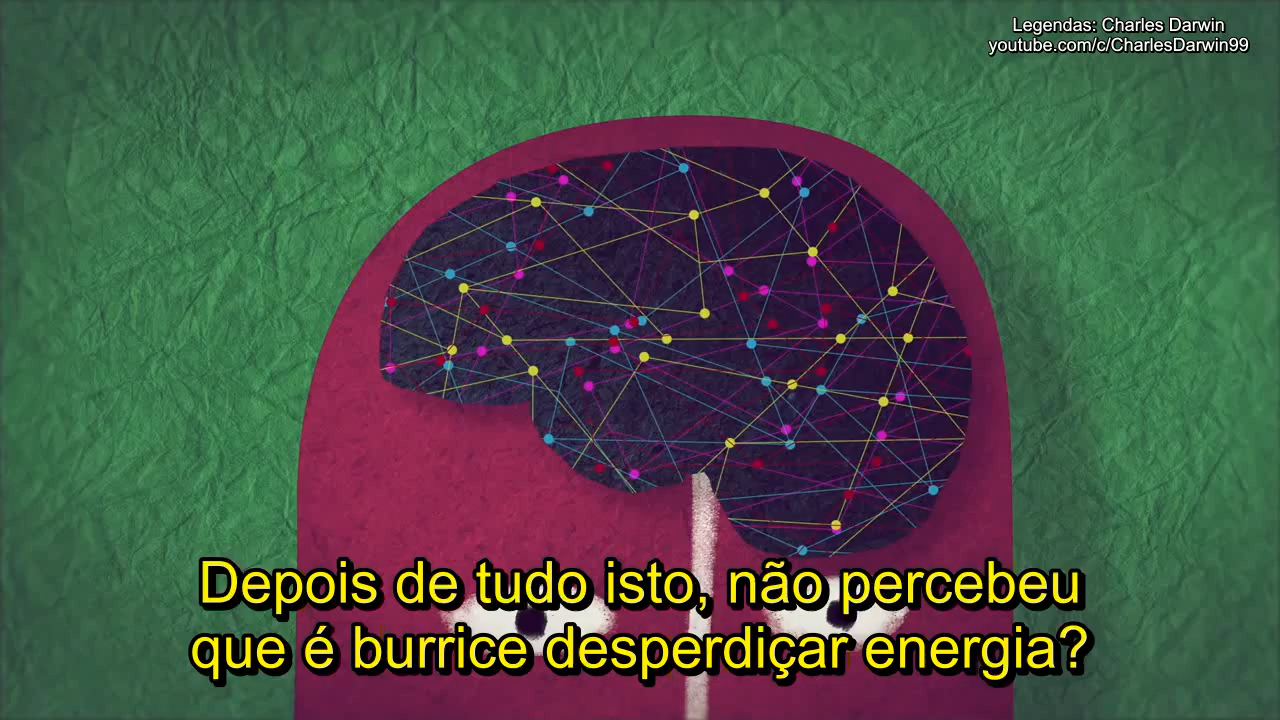 Legendas: Charles Darwin
youtube.com/c/CharlesDarwin99
Depois de tudo isto, não percebeu
que é burrice desperdiçar energia?